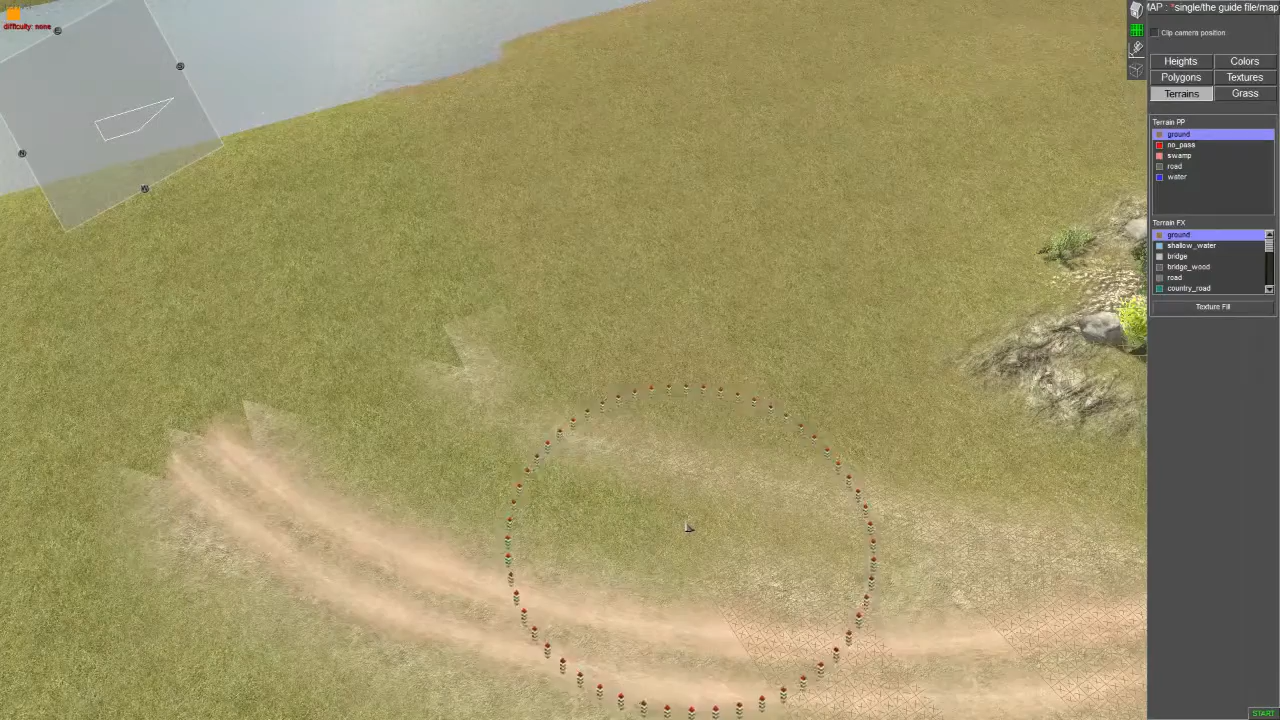 MAP : *single/the guide file/map
difficulty: none
Clip camera position
Heights Colors
Polygons Textures
Terrains Grass
Terrain PP
ground
no_pass
swamp
road
water
Terrain FX
ground
shallow_water
bridge
bridge_wood
road
country_road
Texture Fill
START